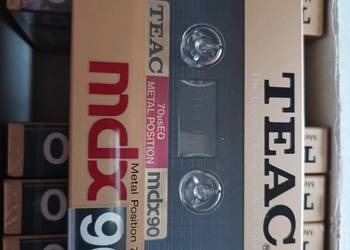 TEAC
TEAC
70µsEQ
METAL POSITION
mdx90
mdx 90
Metal Position